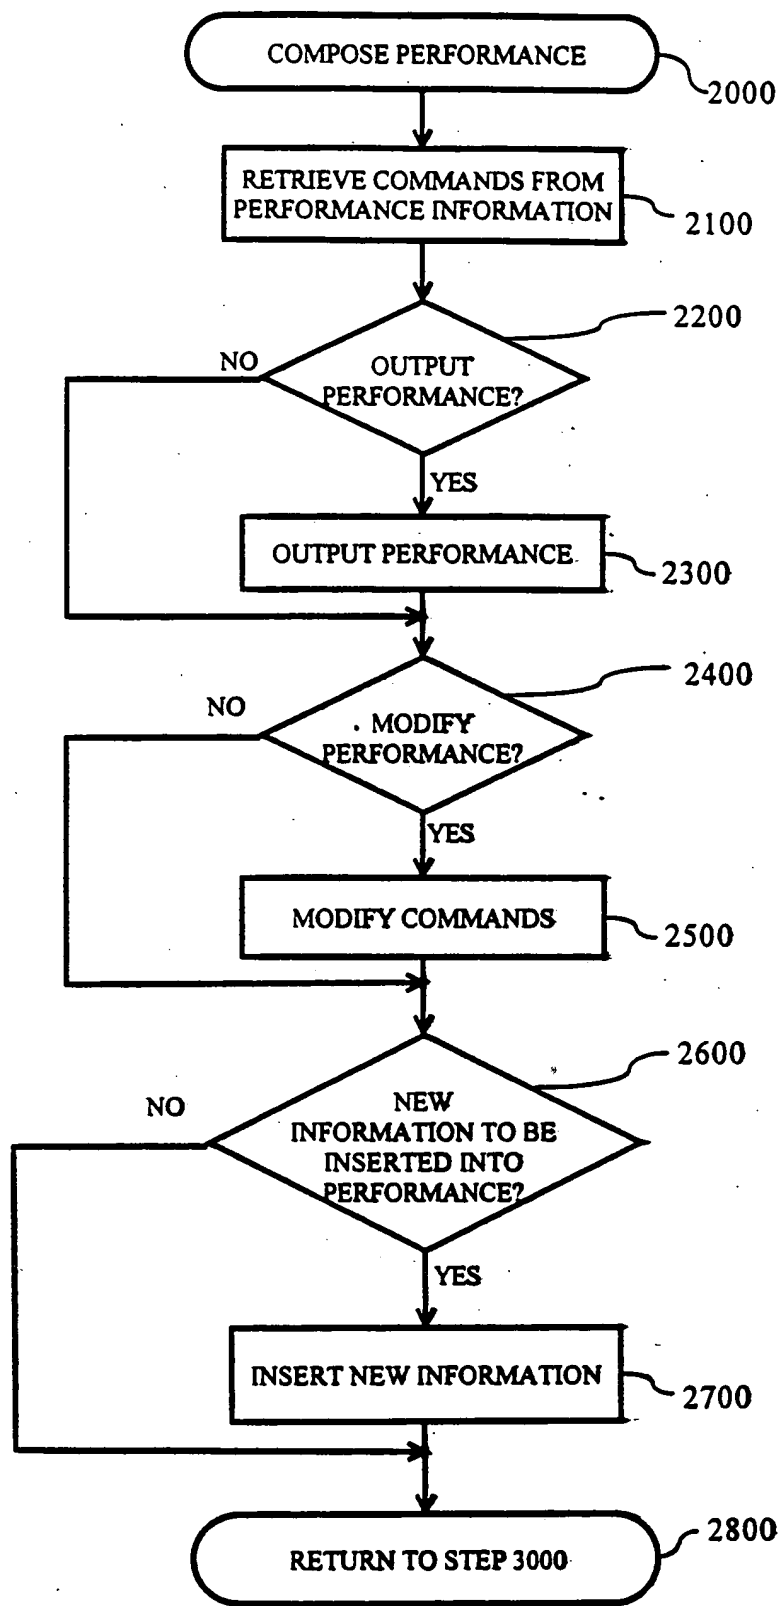 COMPOSE PERFORMANCE
2000
RETRIEVE COMMANDS FROM
PERFORMANCE INFORMATION
2100
2200
NO
OUTPUT
PERFORMANCE?
YES
OUTPUT PERFORMANCE
2300
2400
NO
MODIFY
PERFORMANCE?
YES
MODIFY COMMANDS
2500
2600
NO
NEW
INFORMATION TO BE
INSERTED INTO
PERFORMANCE?
YES
INSERT NEW INFORMATION
2700
2800
RETURN TO STEP 3000